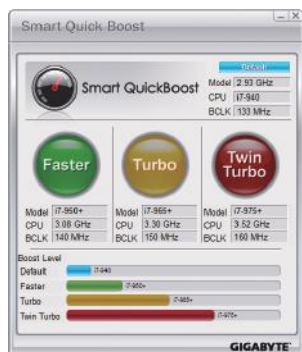 Smart Quick Boost
Default
Smart QuickBoost
Model 2.93 GHz
CPU i7-940
BCLK 133 MHz
Faster
Turbo
Twin Turbo
Model i7-950+
CPU 3.08 GHz
BCLK 140 MHz
Model i7-965+
CPU 3.30 GHz
BCLK 150 MHz
Model i7-975+
CPU 3.52 GHz
BCLK 160 MHz
Boost Level
Default i7-940
Faster i7-950+
Turbo i7-965+
Twin Turbo i7-975+
GIGABYTE